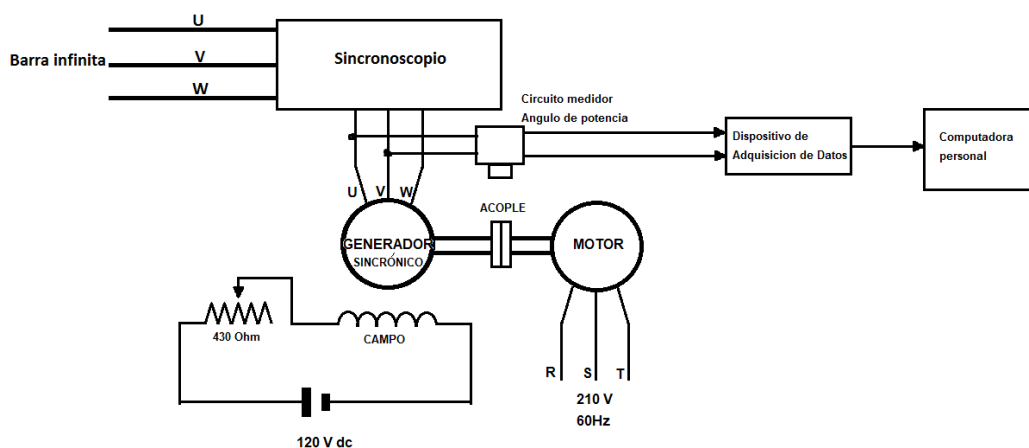 U
Barra infinita
V
W
Sincronoscopio
Circuito medidor
Angulo de potencia
Dispositivo de
Adquisicion de Datos
Computadora
personal
U
V
W
ACOPLE
GENERADOR
SINCRÓNICO
MOTOR
430 Ohm
CAMPO
R
S
T
210 V
60Hz
120 V dc